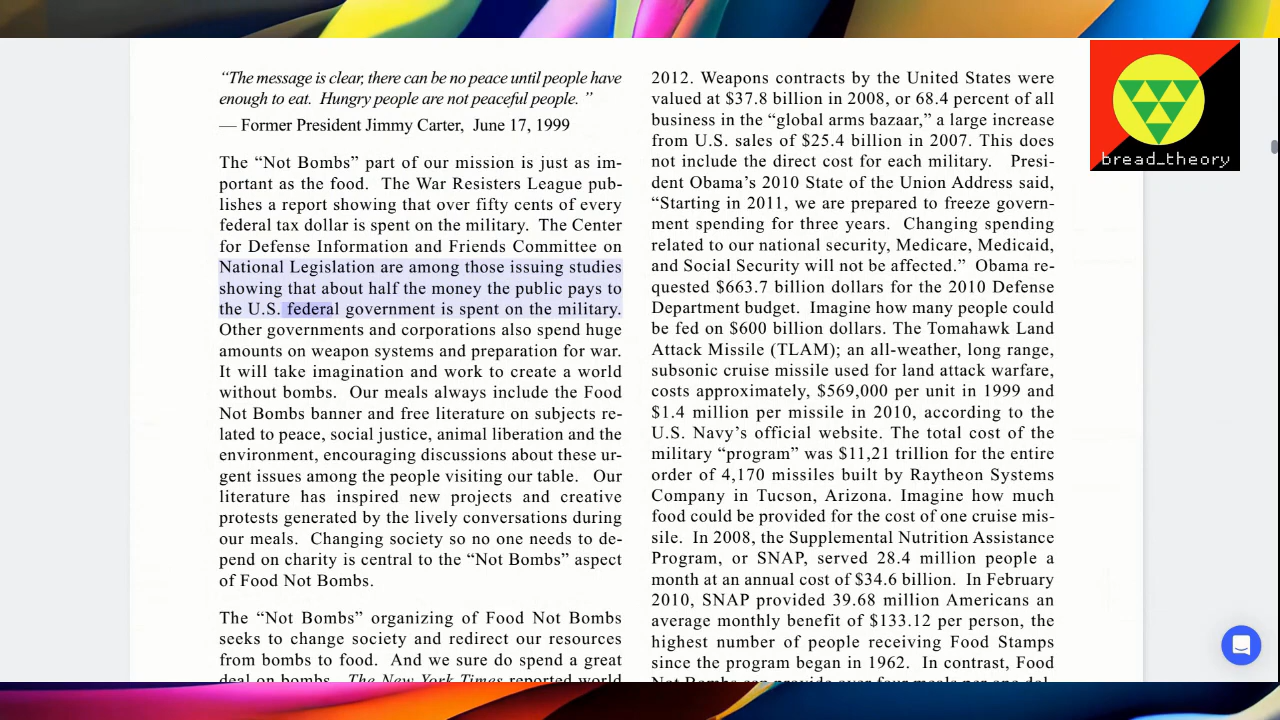 “The message is clear, there can be no peace until people have
enough to eat.  Hungry people are not peaceful people. ”
— Former President Jimmy Carter,  June 17, 1999
The “Not Bombs” part of our mission is just as im-
portant as the food.  The War Resisters League pub-
lishes a report showing that over fifty cents of every
federal tax dollar is spent on the military.  The Center
for Defense Information and Friends Committee on
National Legislation are among those issuing studies
showing that about half the money the public pays to
the U.S. federal government is spent on the military.
Other governments and corporations also spend huge
amounts on weapon systems and preparation for war.
It will take imagination and work to create a world
without bombs.  Our meals always include the Food
Not Bombs banner and free literature on subjects re-
lated to peace, social justice, animal liberation and the
environment, encouraging discussions about these ur-
gent issues among the people visiting our table.   Our
literature has inspired new projects and creative
protests generated by the lively conversations during
our meals.  Changing society so no one needs to de-
pend on charity is central to the “Not Bombs” aspect
of Food Not Bombs.
The “Not Bombs” organizing of Food Not Bombs
seeks to change society and redirect our resources
from bombs to food.  And we sure do spend a great
deal on bombs.  The New York Times reported world
2012. Weapons contracts by the United States were
valued at $37.8 billion in 2008, or 68.4 percent of all
business in the “global arms bazaar,” a large increase
from U.S. sales of $25.4 billion in 2007. This does
not include the direct cost for each military.   Presi-
dent Obama’s 2010 State of the Union Address said,
“Starting in 2011, we are prepared to freeze govern-
ment spending for three years.  Changing spending
related to our national security, Medicare, Medicaid,
and Social Security will not be affected.”  Obama re-
quested $663.7 billion dollars for the 2010 Defense
Department budget.  Imagine how many people could
be fed on $600 billion dollars. The Tomahawk Land
Attack Missile (TLAM); an all-weather, long range,
subsonic cruise missile used for land attack warfare,
costs approximately, $569,000 per unit in 1999 and
$1.4 million per missile in 2010, according to the
U.S. Navy’s official website. The total cost of the
military “program” was $11,21 trillion for the entire
order of 4,170 missiles built by Raytheon Systems
Company in Tucson, Arizona. Imagine how much
food could be provided for the cost of one cruise mis-
sile.  In 2008, the Supplemental Nutrition Assistance
Program, or SNAP, served 28.4 million people a
month at an annual cost of $34.6 billion.  In February
2010, SNAP provided 39.68 million Americans an
average monthly benefit of $133.12 per person, the
highest number of people receiving Food Stamps
since the program began in 1962.  In contrast, Food
Not Bombs can provide over four meals per one dol-
bread_theory